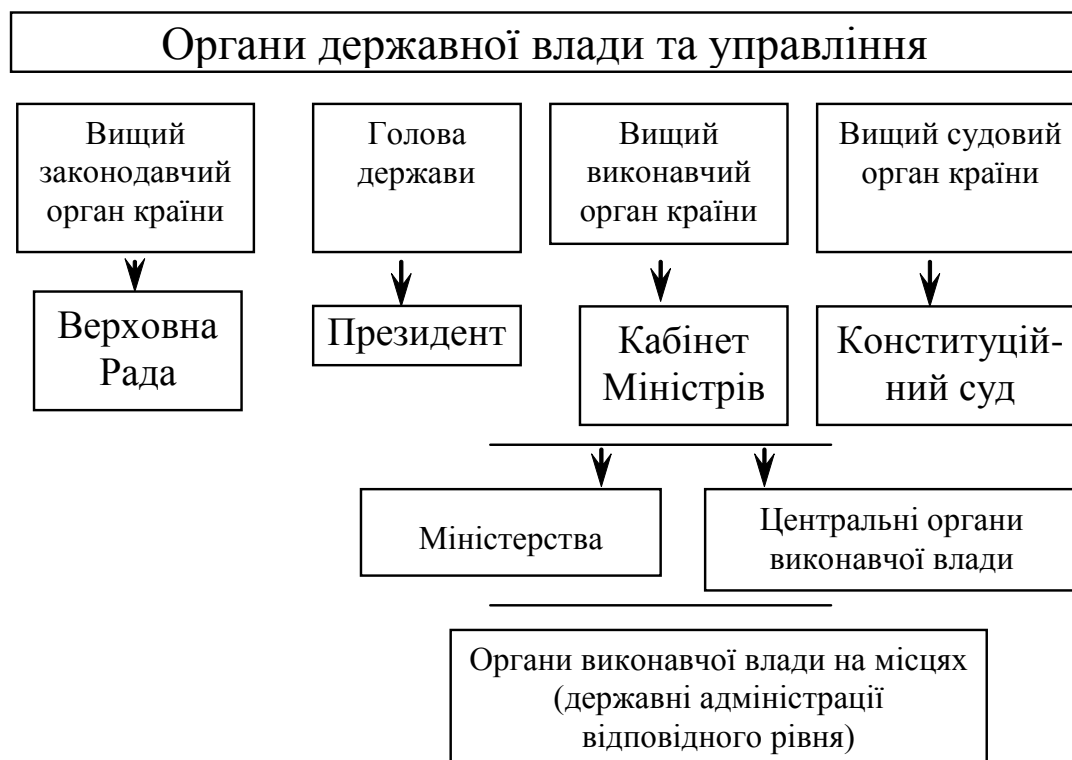 Органи державної влади та управління
Вищий
законодавчий
орган країни
Голова
держави
Вищий
виконавчий
орган країни
Вищий судовий
орган країни
Верховна
Рада
Президент
Кабінет
Міністрів
Конституцій-
ний суд
Міністерства
Центральні органи
виконавчої влади
Органи виконавчої влади на місцях
(державні адміністрації
відповідного рівня)